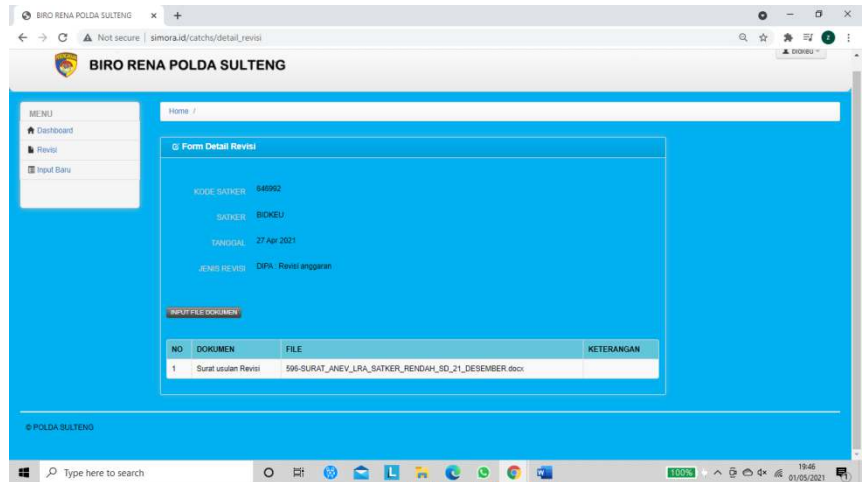 BIRO RENA POLDA SULTENG
Not secure | simora.id/catchs/detail_revisi
BIRO RENA POLDA SULTENG
bidkeu
MENU
Dashboard
Revisi
Input Baru
Home /
Form Detail Revisi
KODE SATKER 646992
SATKER BIDKEU
TANGGAL 27 Apr 2021
JENIS REVISI DIPA : Revisi anggaran
INPUT FILE DOKUMEN
NO DOKUMEN FILE KETERANGAN
1 Surat usulan Revisi 596-SURAT_ANEV_LRA_SATKER_RENDAH_SD_21_DESEMBER.docx
© POLDA SULTENG
Type here to search
100%
19:46
01/05/2021